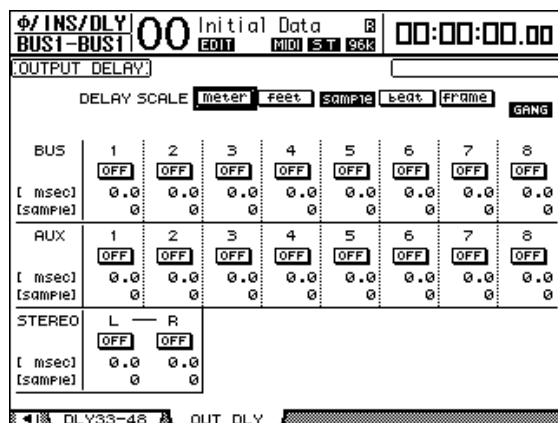 Φ/INS/DLY 00 Initial Data R 00:00:00.00
BUS1-BUS1 EDIT MIDI ST 96K
OUTPUT DELAY
DELAY SCALE meter feet sample beat frame
GANG
BUS 1 2 3 4 5 6 7 8
OFF OFF OFF OFF OFF OFF OFF OFF
[ msec] 0.0 0.0 0.0 0.0 0.0 0.0 0.0 0.0
[sample] 0 0 0 0 0 0 0 0
AUX 1 2 3 4 5 6 7 8
OFF OFF OFF OFF OFF OFF OFF OFF
[ msec] 0.0 0.0 0.0 0.0 0.0 0.0 0.0 0.0
[sample] 0 0 0 0 0 0 0 0
STEREO L — R
OFF OFF
[ msec] 0.0 0.0
[sample] 0 0
DLY33-48 OUT DLY